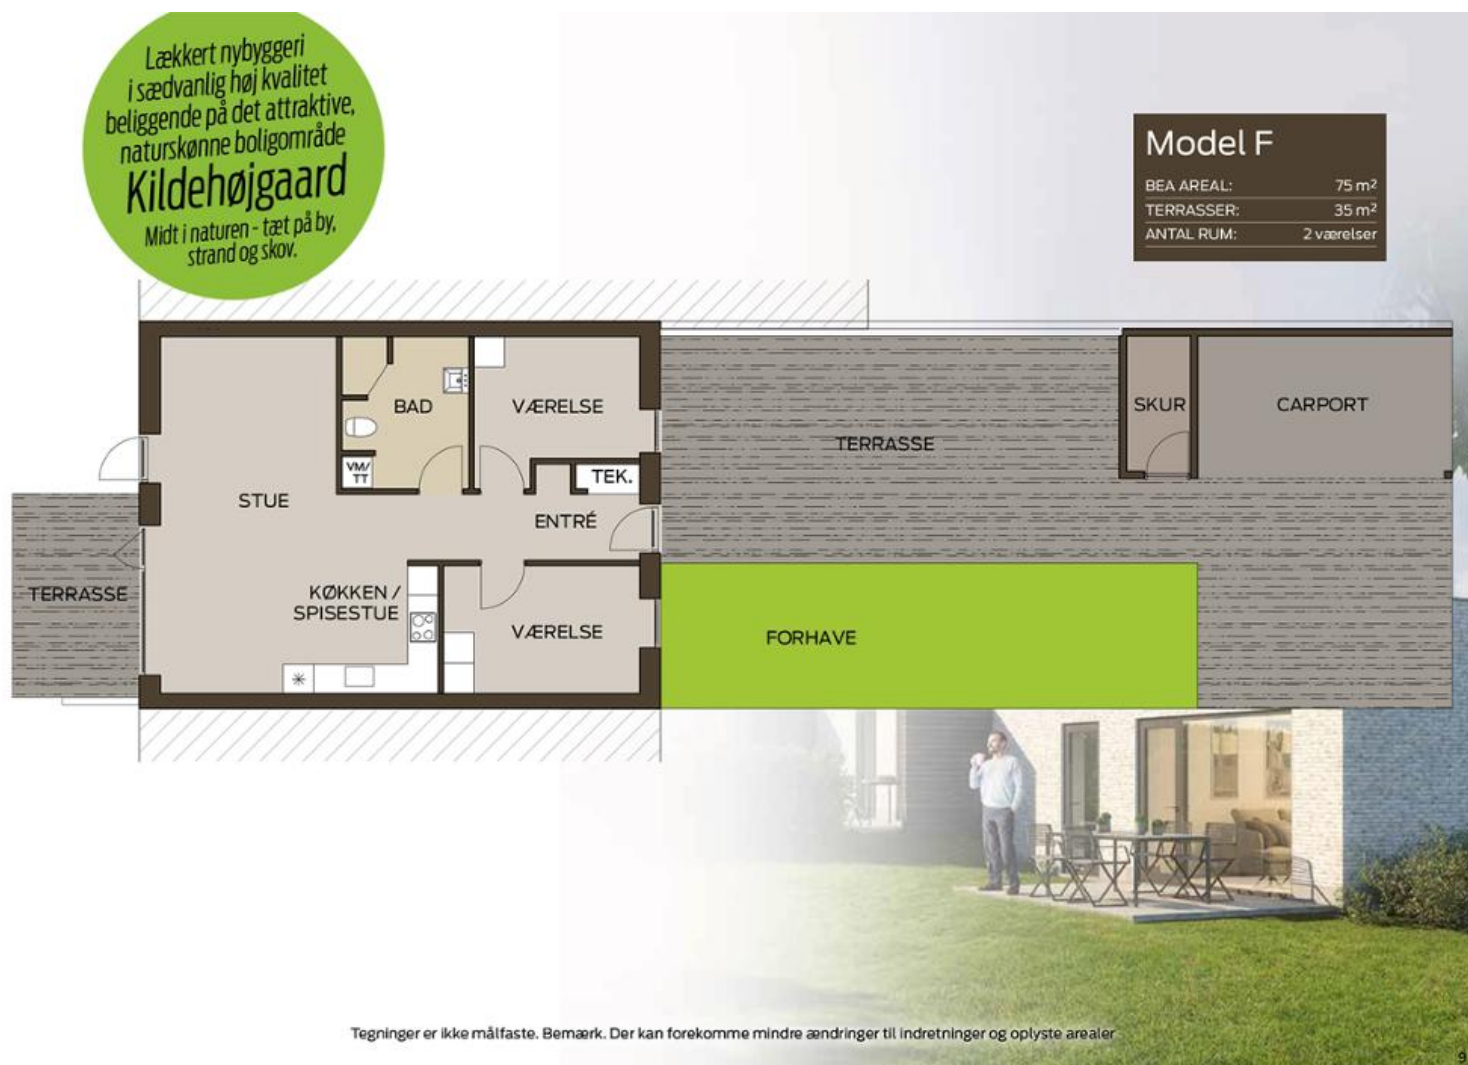 Lækkert nybyggeri
i sædvanlig høj kvalitet
beliggende på det attraktive,
naturskønne boligområde
Kildehøjgaard
Midt i naturen - tæt på by,
strand og skov.
Model F
BEA AREAL: 75 m²
TERRASSER: 35 m²
ANTAL RUM: 2 værelser
BAD
VÆRELSE
SKUR
CARPORT
TERRASSE
VM/
TT
TEK.
STUE
ENTRÉ
TERRASSE
KØKKEN /
SPISESTUE
VÆRELSE
FORHAVE
Tegninger er ikke målfaste. Bemærk. Der kan forekomme mindre ændringer til indretninger og oplyste arealer
9